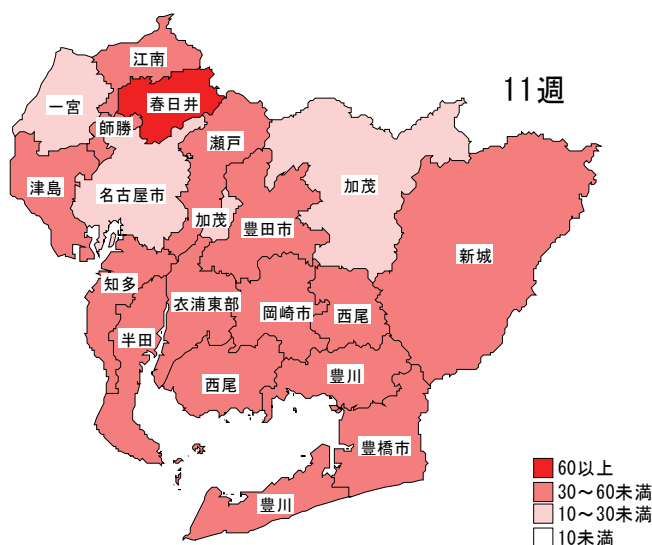 江南
11週
春日井
一宮
師勝
瀬戸
津島
名古屋市
加茂
加茂
豊田市
新城
知多
衣浦東部
岡崎市
西尾
半田
西尾
豊川
豊橋市
豊川
60以上
30～60未満
10～30未満
10未満